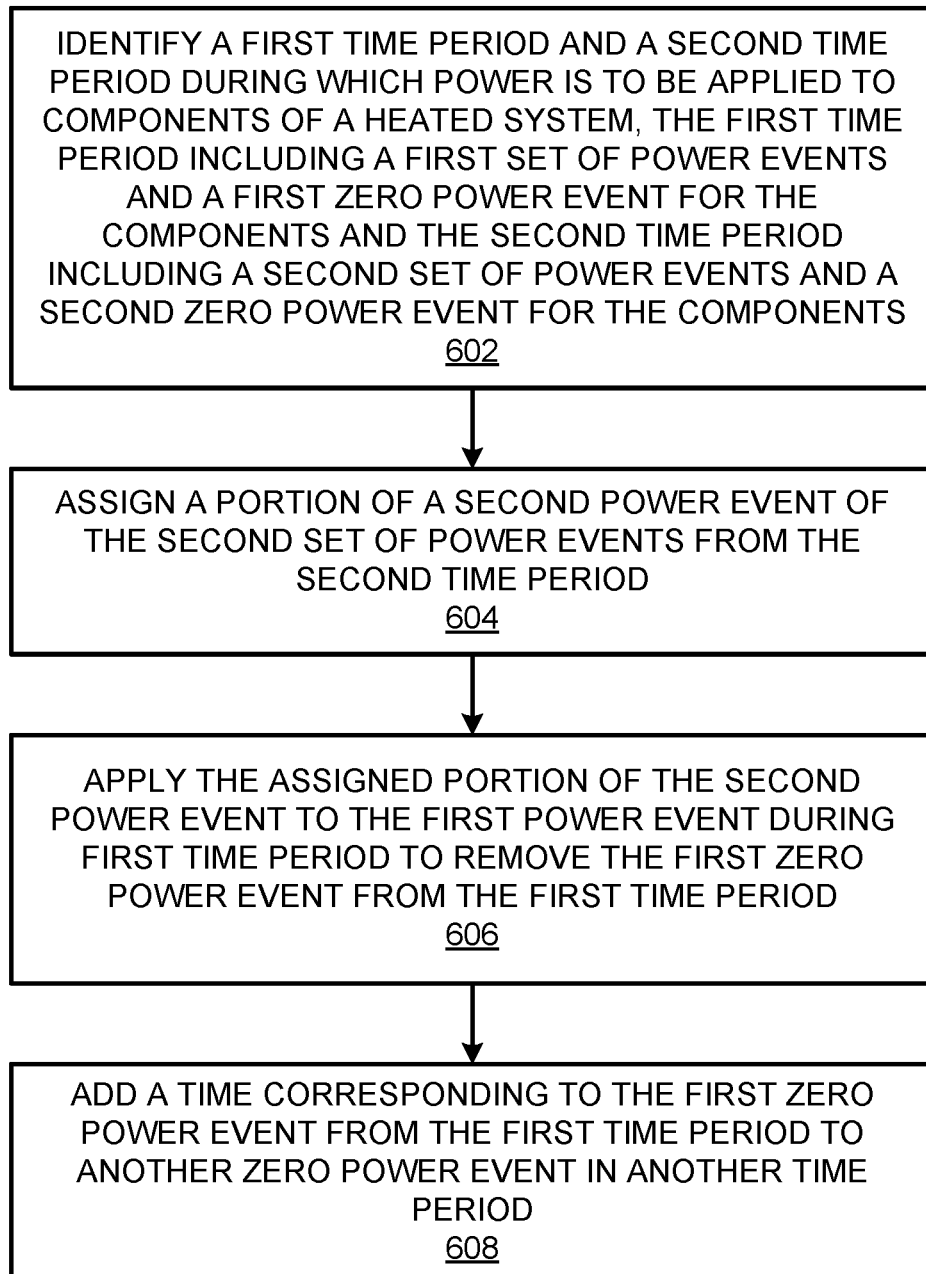 IDENTIFY A FIRST TIME PERIOD AND A SECOND TIME
PERIOD DURING WHICH POWER IS TO BE APPLIED TO
COMPONENTS OF A HEATED SYSTEM, THE FIRST TIME
PERIOD INCLUDING A FIRST SET OF POWER EVENTS
AND A FIRST ZERO POWER EVENT FOR THE
COMPONENTS AND THE SECOND TIME PERIOD
INCLUDING A SECOND SET OF POWER EVENTS AND A
SECOND ZERO POWER EVENT FOR THE COMPONENTS
602
ASSIGN A PORTION OF A SECOND POWER EVENT OF
THE SECOND SET OF POWER EVENTS FROM THE
SECOND TIME PERIOD
604
APPLY THE ASSIGNED PORTION OF THE SECOND
POWER EVENT TO THE FIRST POWER EVENT DURING
FIRST TIME PERIOD TO REMOVE THE FIRST ZERO
POWER EVENT FROM THE FIRST TIME PERIOD
606
ADD A TIME CORRESPONDING TO THE FIRST ZERO
POWER EVENT FROM THE FIRST TIME PERIOD TO
ANOTHER ZERO POWER EVENT IN ANOTHER TIME
PERIOD
608